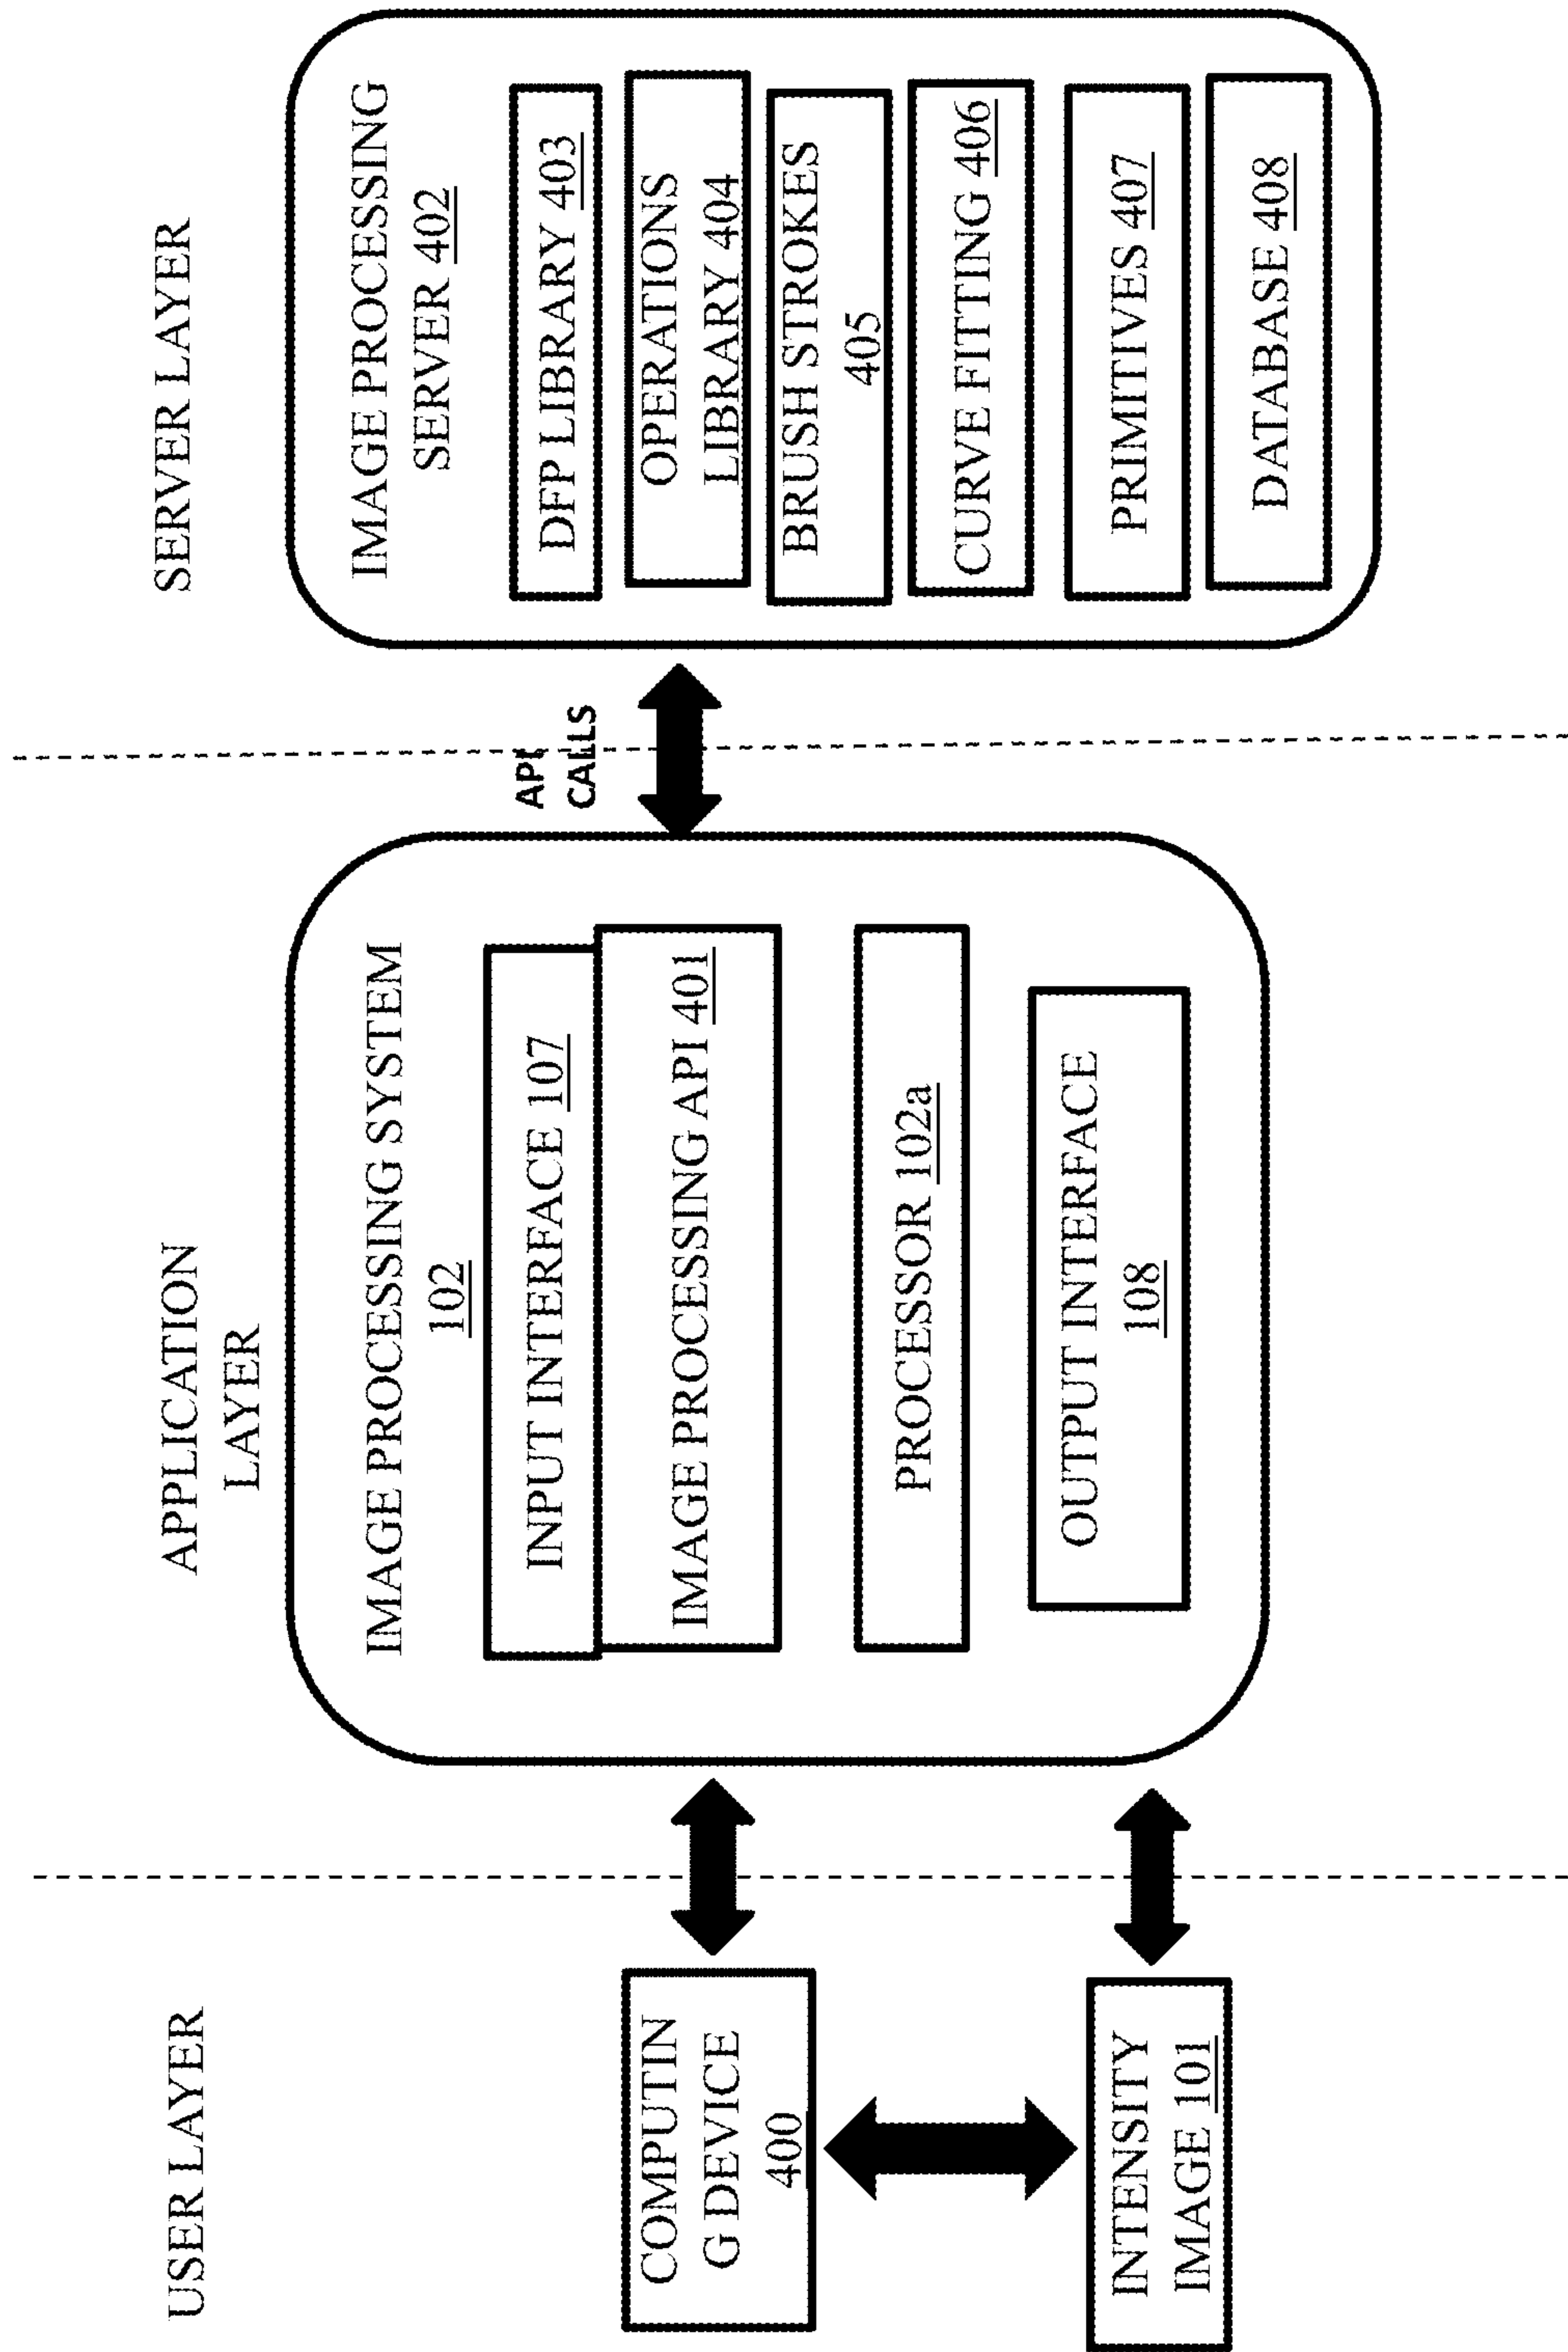 USER LAYER
COMPUTIN
G DEVICE
400
INTENSITY
IMAGE 101
APPLICATION
LAYER
IMAGE PROCESSING SYSTEM
102
INPUT INTERFACE 107
IMAGE PROCESSING API 401
PROCESSOR 102a
OUTPUT INTERFACE
108
API
CALLS
SERVER LAYER
IMAGE PROCESSING
SERVER 402
DFP LIBRARY 403
OPERATIONS
LIBRARY 404
BRUSH STROKES
405
CURVE FITTING 406
PRIMITIVES 407
DATABASE 408